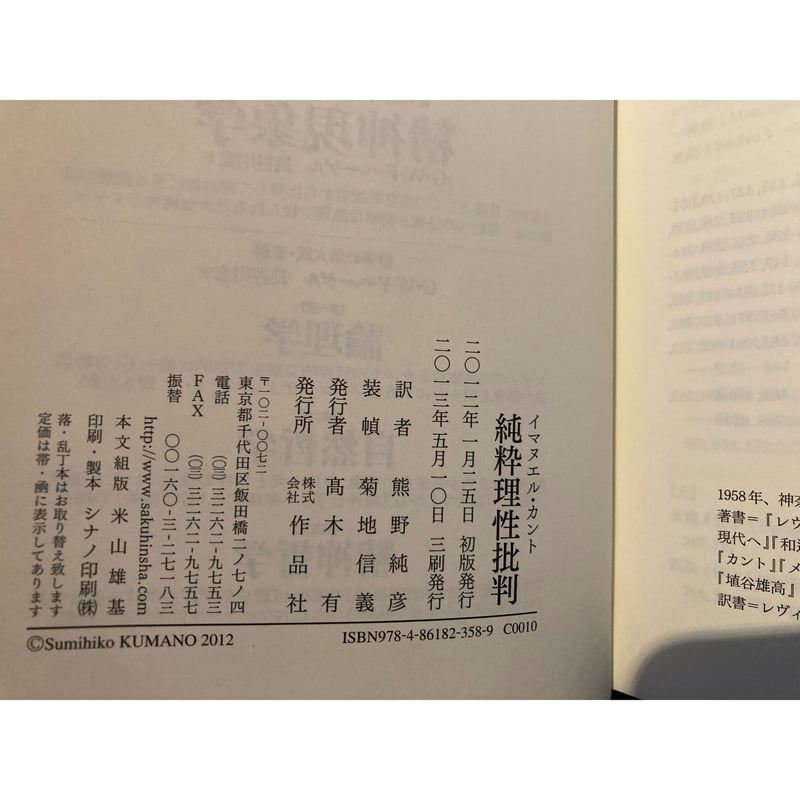 イマヌエル・カント
純粋理性批判
二〇一二年一月二五日 初版発行
二〇一三年五月一〇日 三刷発行
訳者 熊野純彦
装幀 菊地信義
発行者 髙木有
発行所 株式会社 作品社
〒一〇二-〇〇七二
東京都千代田区飯田橋二ノ七ノ四
電話 (〇三)三二六二-九七五三
FAX (〇三)三二六二-九七五七
振替 〇〇一六〇-三-二七一八三
http://www.sakuhinsha.com
本文組版 米山雄基
印刷・製本 シナノ印刷㈱
落・乱丁本はお取り替え致します
定価は帯・函に表示してあります
©Sumihiko KUMANO 2012
ISBN978-4-86182-358-9 C0010
1958年、神奈
著書=『レヴ
現代へ』『和辻
『カント』『メ
『埴谷雄高』
訳書=レヴィ